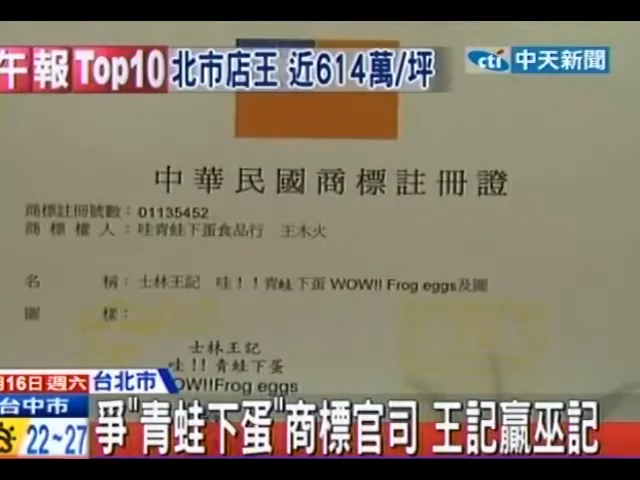 午報 Top10 北市店王 近614萬/坪
cti 中天新聞
中華民國商標註冊證
商標註冊號數：01135452
商標權人：哇青蛙下蛋食品行 王木火
名稱：士林王記 哇！！青蛙下蛋 WOW!! Frog eggs及圖
圖樣：
士林王記
哇！！青蛙下蛋
WOW!!Frog eggs
月16日週六 台北市
台中市
22~27
爭"青蛙下蛋"商標官司 王記贏巫記